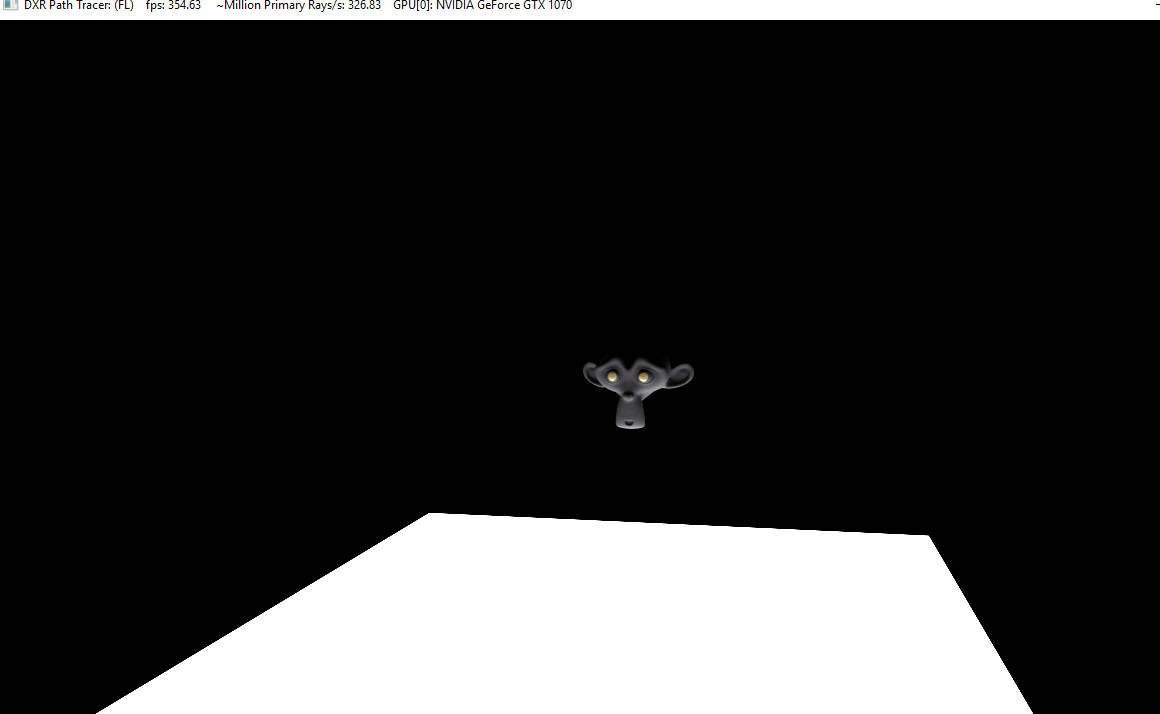 DXR Path Tracer: (FL) fps: 354.63 ~Million Primary Rays/s: 326.83 GPU[0]: NVIDIA GeForce GTX 1070